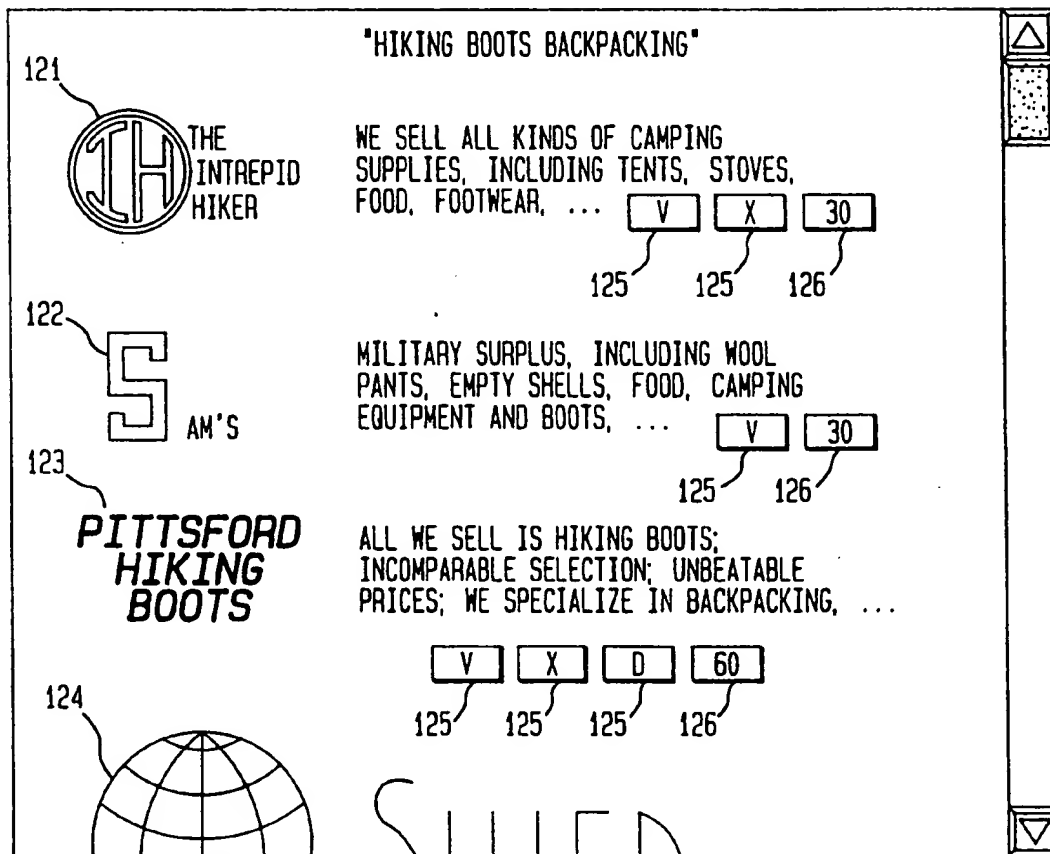 "HIKING BOOTS BACKPACKING"
121
IH THE
INTREPID
HIKER
WE SELL ALL KINDS OF CAMPING
SUPPLIES, INCLUDING TENTS, STOVES,
FOOD, FOOTWEAR, ... V X 30
125 125 126
122
SAM'S
MILITARY SURPLUS, INCLUDING WOOL
PANTS, EMPTY SHELLS, FOOD, CAMPING
EQUIPMENT AND BOOTS, ... V 30
125 126
123
PITTSFORD
HIKING
BOOTS
ALL WE SELL IS HIKING BOOTS;
INCOMPARABLE SELECTION; UNBEATABLE
PRICES; WE SPECIALIZE IN BACKPACKING, ...
V X D 60
125 125 125 126
124